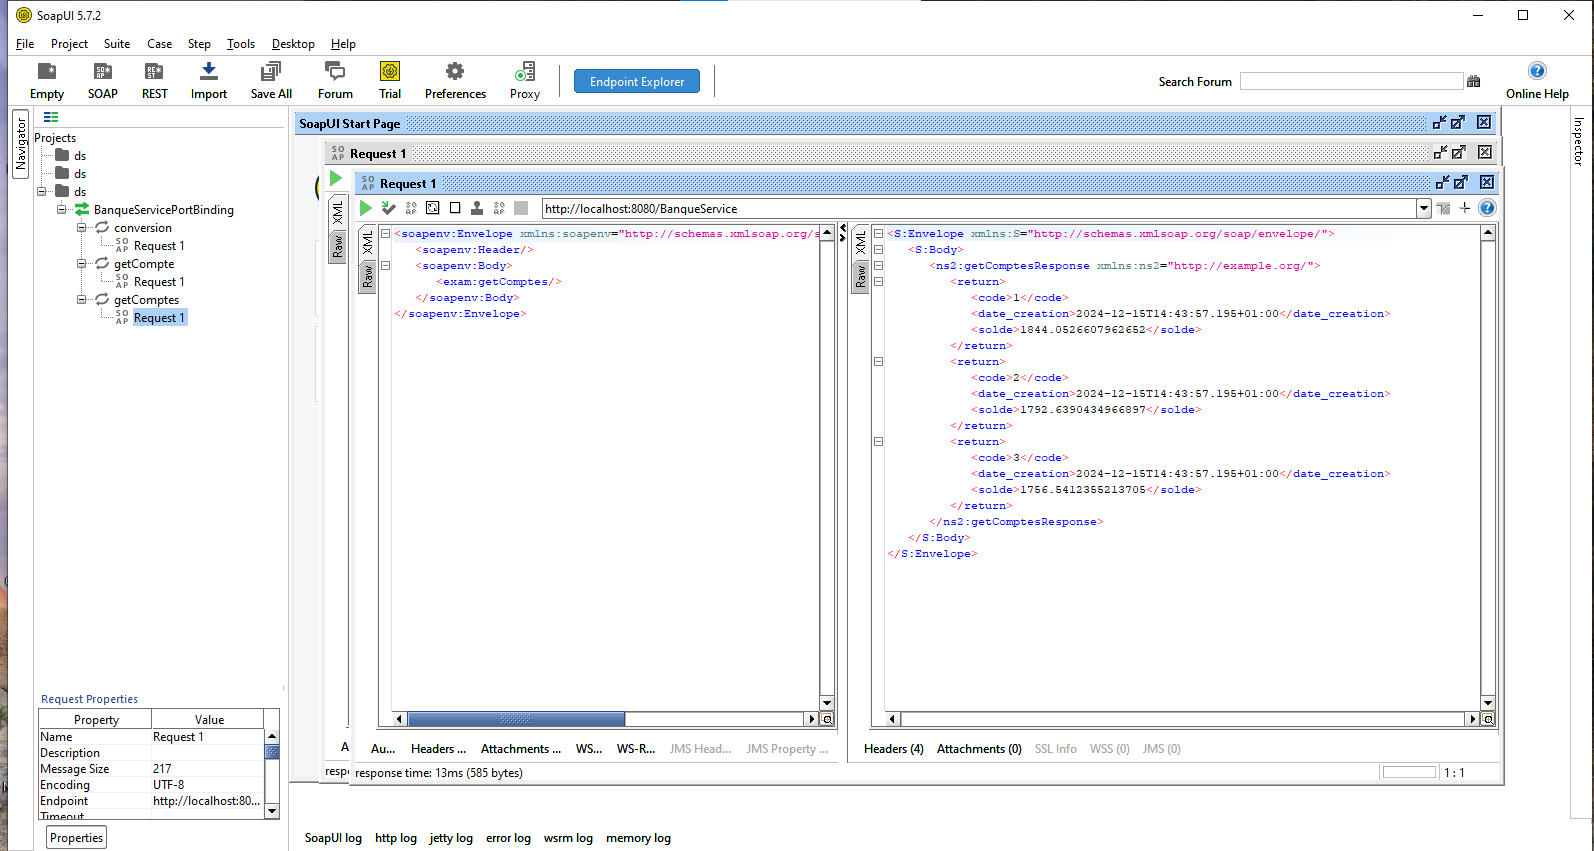 SoapUI 5.7.2
File Project Suite Case Step Tools Desktop Help
Empty SOAP REST Import Save All Forum Trial Preferences Proxy Endpoint Explorer Search Forum Online Help
Navigator
Projects
ds
ds
ds
BanqueServicePortBinding
conversion
SOAP Request 1
getCompte
SOAP Request 1
getComptes
SOAP Request 1
Request Properties
Property Value
Name Request 1
Description
Message Size 217
Encoding UTF-8
Endpoint http://localhost:80...
Timeout
Properties
SoapUI Start Page
SOAP Request 1
XML
Raw
SOAP Request 1
http://localhost:8080/BanqueService
XML
Raw
<soapenv:Envelope xmlns:soapenv="http://schemas.xmlsoap.org/s
<soapenv:Header/>
<soapenv:Body>
<exam:getComptes/>
</soapenv:Body>
</soapenv:Envelope>
XML
Raw
<S:Envelope xmlns:S="http://schemas.xmlsoap.org/soap/envelope/">
<S:Body>
<ns2:getComptesResponse xmlns:ns2="http://example.org/">
<return>
<code>1</code>
<date_creation>2024-12-15T14:43:57.195+01:00</date_creation>
<solde>1844.0526607962652</solde>
</return>
<return>
<code>2</code>
<date_creation>2024-12-15T14:43:57.195+01:00</date_creation>
<solde>1792.6390434966897</solde>
</return>
<return>
<code>3</code>
<date_creation>2024-12-15T14:43:57.195+01:00</date_creation>
<solde>1756.5412355213705</solde>
</return>
</ns2:getComptesResponse>
</S:Body>
</S:Envelope>
A Au... Headers ... Attachments ... WS... WS-R... JMS Head... JMS Property ...
Headers (4) Attachments (0) SSL Info WSS (0) JMS (0)
respo response time: 13ms (585 bytes)
1 : 1
SoapUI log http log jetty log error log wsrm log memory log
Inspector